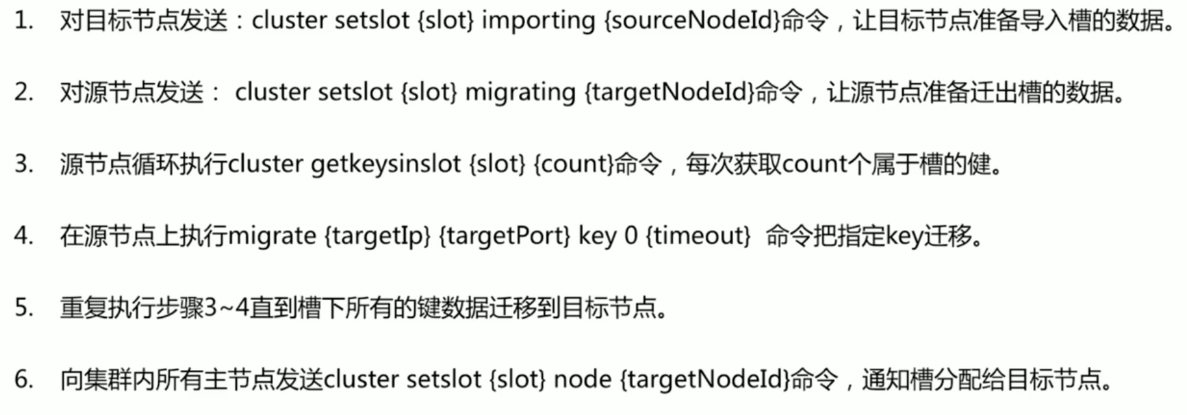 1. 对目标节点发送：cluster setslot {slot} importing {sourceNodeId}命令，让目标节点准备导入槽的数据。
2. 对源节点发送： cluster setslot {slot} migrating {targetNodeId}命令，让源节点准备迁出槽的数据。
3. 源节点循环执行cluster getkeysinslot {slot} {count}命令，每次获取count个属于槽的健。
4. 在源节点上执行migrate {targetIp} {targetPort} key 0 {timeout} 命令把指定key迁移。
5. 重复执行步骤3~4直到槽下所有的键数据迁移到目标节点。
6. 向集群内所有主节点发送cluster setslot {slot} node {targetNodeId}命令，通知槽分配给目标节点。